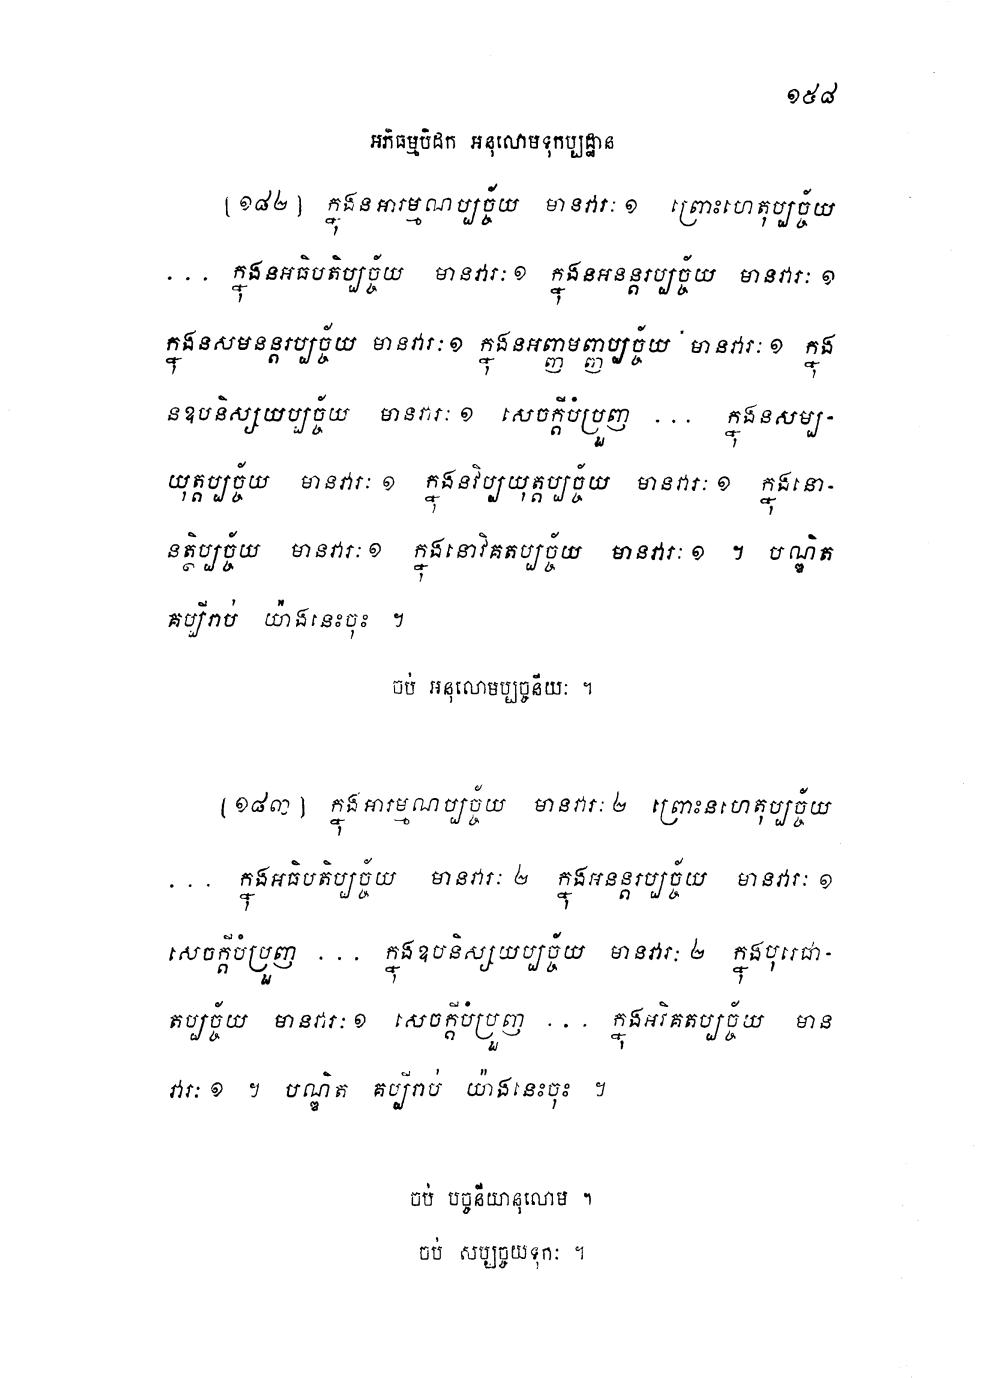 ១៥៨
អភិធម្មបិដក អនុលោមទុកប្បដ្ឋាន
(១៨២) ក្នុងនអារម្មណប្បច្ច័យ មានវារៈ ១ ព្រោះហេតុប្បច្ច័យ
... ក្នុងនអធិបតិប្បច្ច័យ មានវារៈ ១ ក្នុងនអនន្តរប្បច្ច័យ មានវារៈ ១
ក្នុងនសមនន្តរប្បច្ច័យ មានវារៈ ១ ក្នុងនអញ្ញមញ្ញប្បច្ច័យ មានវារៈ ១ ក្នុង
នឧបនិស្សយប្បច្ច័យ មានវារៈ ១ សេចក្តីបំប្រួញ ... ក្នុងនសម្ប-
យុត្តប្បច្ច័យ មានវារៈ ១ ក្នុងនវិប្បយុត្តប្បច្ច័យ មានវារៈ ១ ក្នុងនោ-
នត្ថិប្បច្ច័យ មានវារៈ ១ ក្នុងនោវិគតប្បច្ច័យ មានវារៈ ១ ។ បណ្ឌិត
គប្បីរាប់ យ៉ាងនេះចុះ ។
ចប់ អនុលោមប្បច្ចនីយៈ ។
(១៨៣) ក្នុងអារម្មណប្បច្ច័យ មានវារៈ ២ ព្រោះនហេតុប្បច្ច័យ
... ក្នុងអធិបតិប្បច្ច័យ មានវារៈ ២ ក្នុងអនន្តរប្បច្ច័យ មានវារៈ ១
សេចក្តីបំប្រួញ ... ក្នុងឧបនិស្សយប្បច្ច័យ មានវារៈ ២ ក្នុងបុរេជា-
តប្បច្ច័យ មានវារៈ ១ សេចក្តីបំប្រួញ ... ក្នុងអវិគតប្បច្ច័យ មាន
វារៈ ១ ។ បណ្ឌិត គប្បីរាប់ យ៉ាងនេះចុះ ។
ចប់ បច្ចនីយានុលោម ។
ចប់ សប្បច្ចយទុកៈ ។